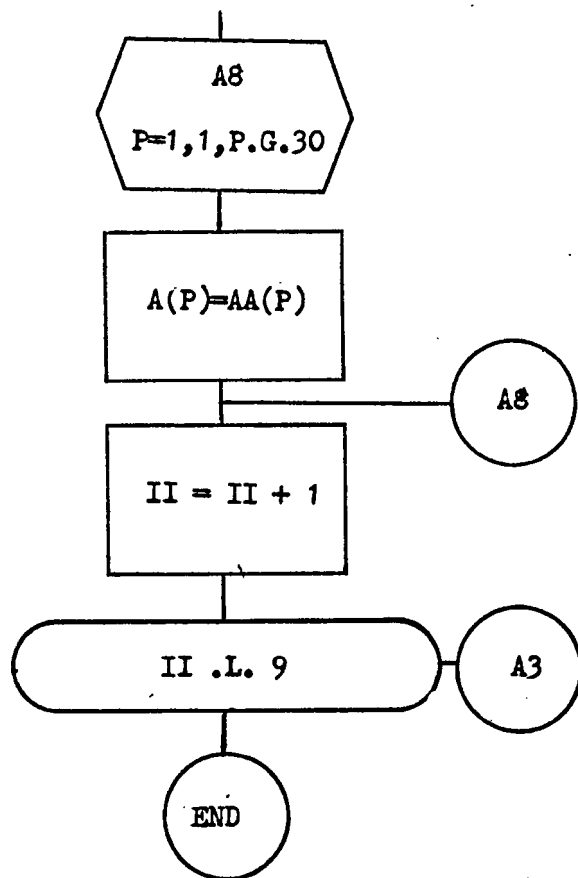 A8
P=1,1,P.G.30
A(P)=AA(P)
A8
II = II + 1
II .L. 9
A3
END